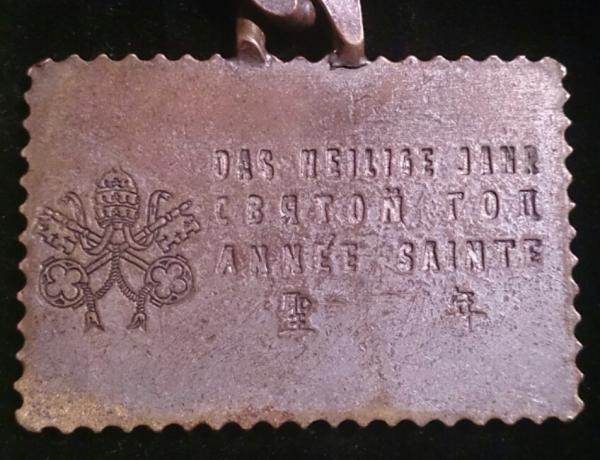 DAS HEILIGE JAHR
СВЯТОЙ ГОД
ANNÉE SAINTE
聖 年